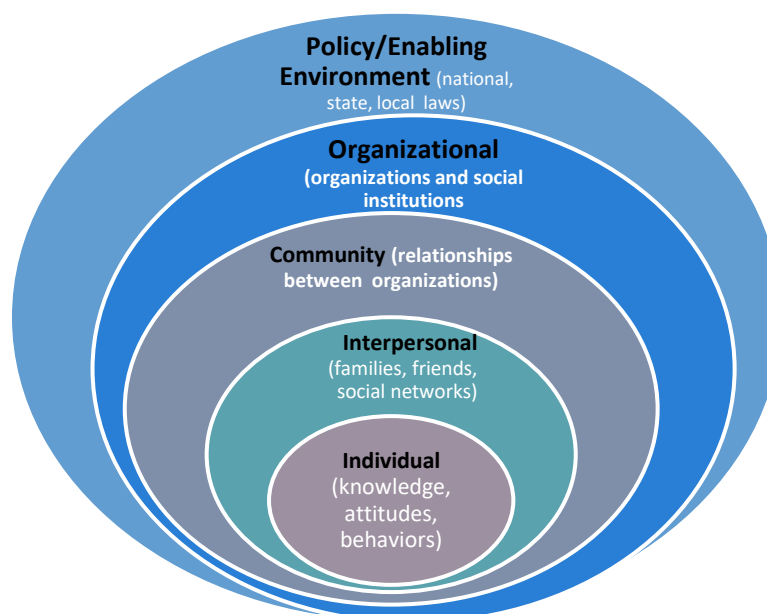 Policy/Enabling
Environment (national,
state, local laws)
Organizational
(organizations and social
institutions
Community (relationships
between organizations)
Interpersonal
(families, friends,
social networks)
Individual
(knowledge,
attitudes,
behaviors)